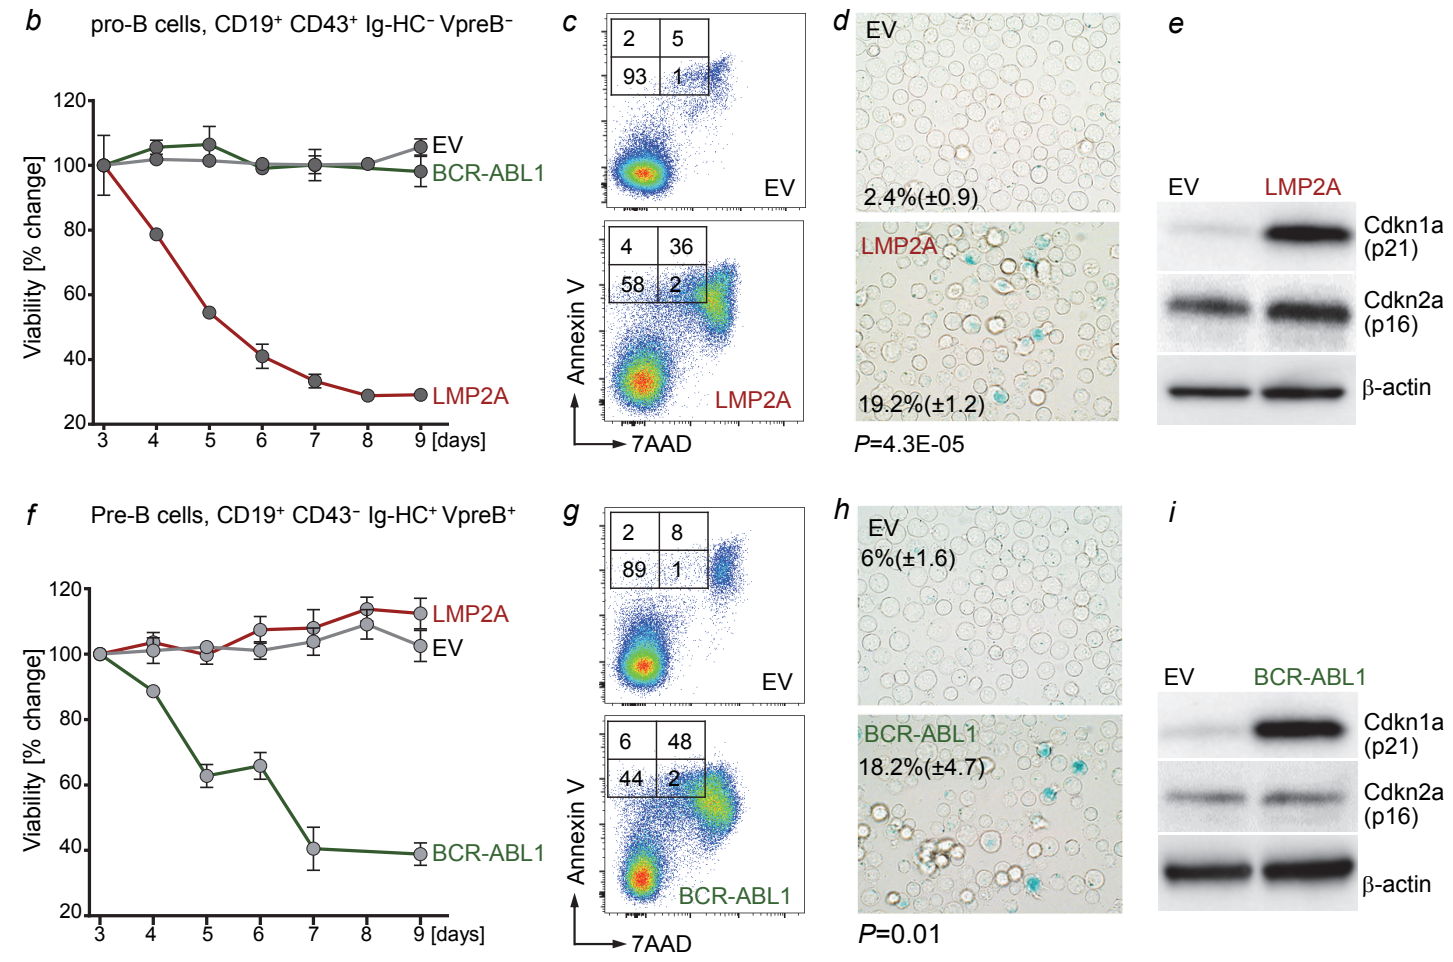 b pro-B cells, CD19⁺ CD43⁺ Ig-HC⁻ VpreB⁻
Viability [% change]
120
100
80
60
40
20
3 4 5 6 7 8 9 [days]
EV
BCR-ABL1
LMP2A
c
2 5
93 1
EV
4 36
58 2
LMP2A
Annexin V
7AAD
d
EV
2.4%(±0.9)
LMP2A
19.2%(±1.2)
P=4.3E-05
e
EV LMP2A
Cdkn1a
(p21)
Cdkn2a
(p16)
β-actin
f Pre-B cells, CD19⁺ CD43⁻ Ig-HC⁺ VpreB⁺
Viability [% change]
120
100
80
60
40
20
3 4 5 6 7 8 9 [days]
LMP2A
EV
BCR-ABL1
g
2 8
89 1
EV
6 48
44 2
BCR-ABL1
Annexin V
7AAD
h
EV
6%(±1.6)
BCR-ABL1
18.2%(±4.7)
P=0.01
i
EV BCR-ABL1
Cdkn1a
(p21)
Cdkn2a
(p16)
β-actin